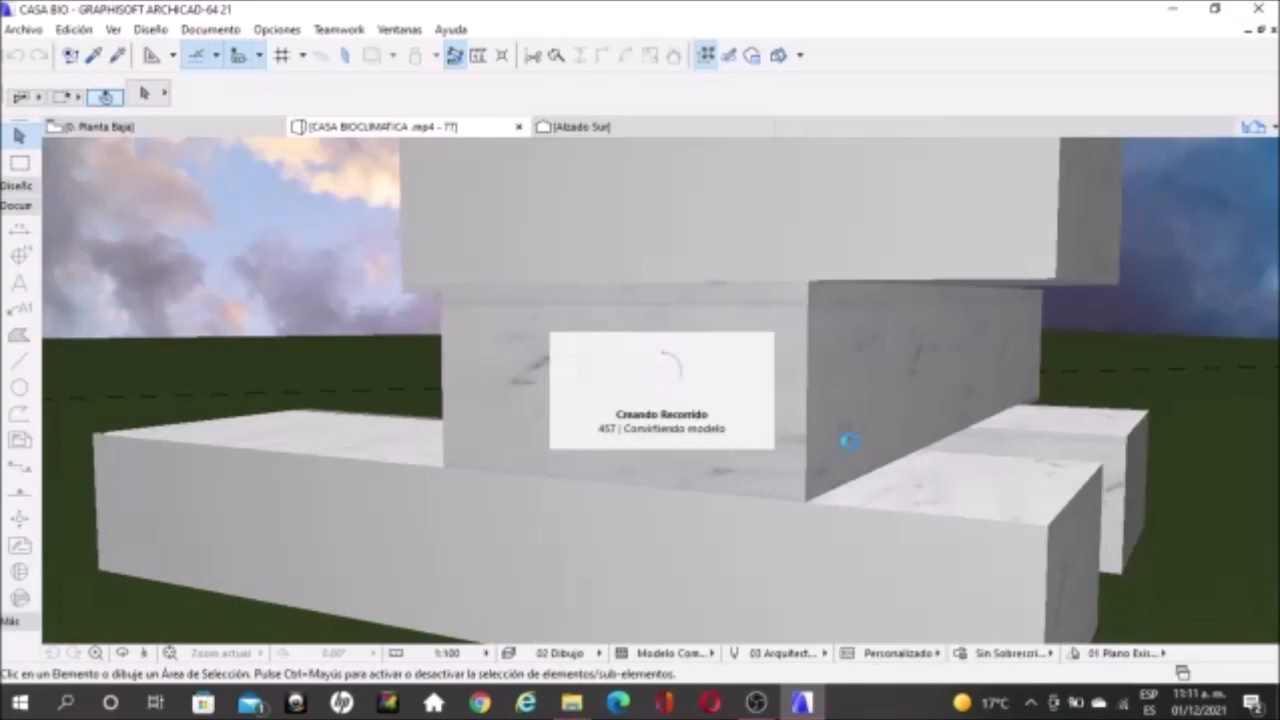 CASA BIO - GRAPHISOFT ARCHICAD-64 21
Archivo Edición Ver Diseño Documento Opciones Teamwork Ventanas Ayuda
[0. Planta Baja] [CASA BIOCLIMATICA .mp4 - 77] [Alzado Sur]
Diseño
Docum
A
A1
Creando Recorrido
457 | Convirtiendo modelo
Más
Zoom actual 0.00° 1:100 02 Dibujo Modelo Com... 03 Arquitect... Personalizado Sin Sobrescri... 01 Plano Exis...
Clic en un Elemento o dibuje un Área de Selección. Pulse Ctrl+Mayús para activar o desactivar la selección de elementos/sub-elementos.
17°C ESP 11:11 a. m.
ES 01/12/2021